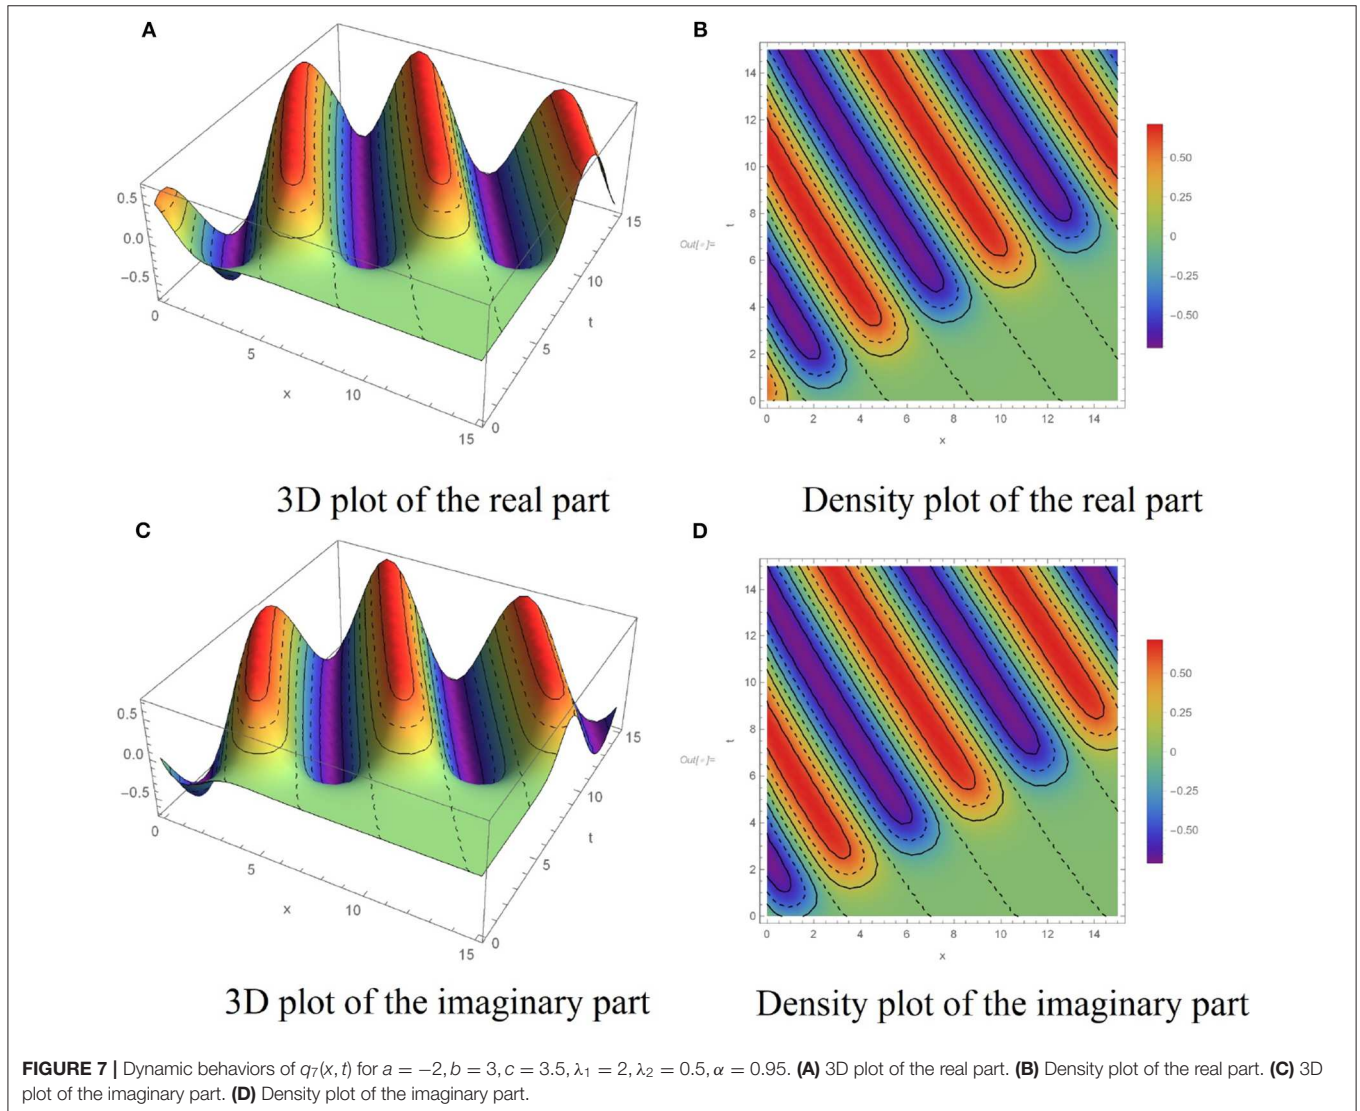 A
B
0.5
0.0
−0.5
0
5
10
15
x
0
5
10
15
t
Out[◦]=
14
12
10
8
6
4
2
0
t
0 2 4 6 8 10 12 14
x
0.50
0.25
0
−0.25
−0.50
3D plot of the real part
Density plot of the real part
C
D
0.5
0.0
−0.5
0
5
10
15
x
0
5
10
15
t
Out[◦]=
14
12
10
8
6
4
2
0
t
0 2 4 6 8 10 12 14
x
0.50
0.25
0
−0.25
−0.50
3D plot of the imaginary part
Density plot of the imaginary part
FIGURE 7 | Dynamic behaviors of q₇(x, t) for a = −2, b = 3, c = 3.5, λ₁ = 2, λ₂ = 0.5, α = 0.95. (A) 3D plot of the real part. (B) Density plot of the real part. (C) 3D
plot of the imaginary part. (D) Density plot of the imaginary part.